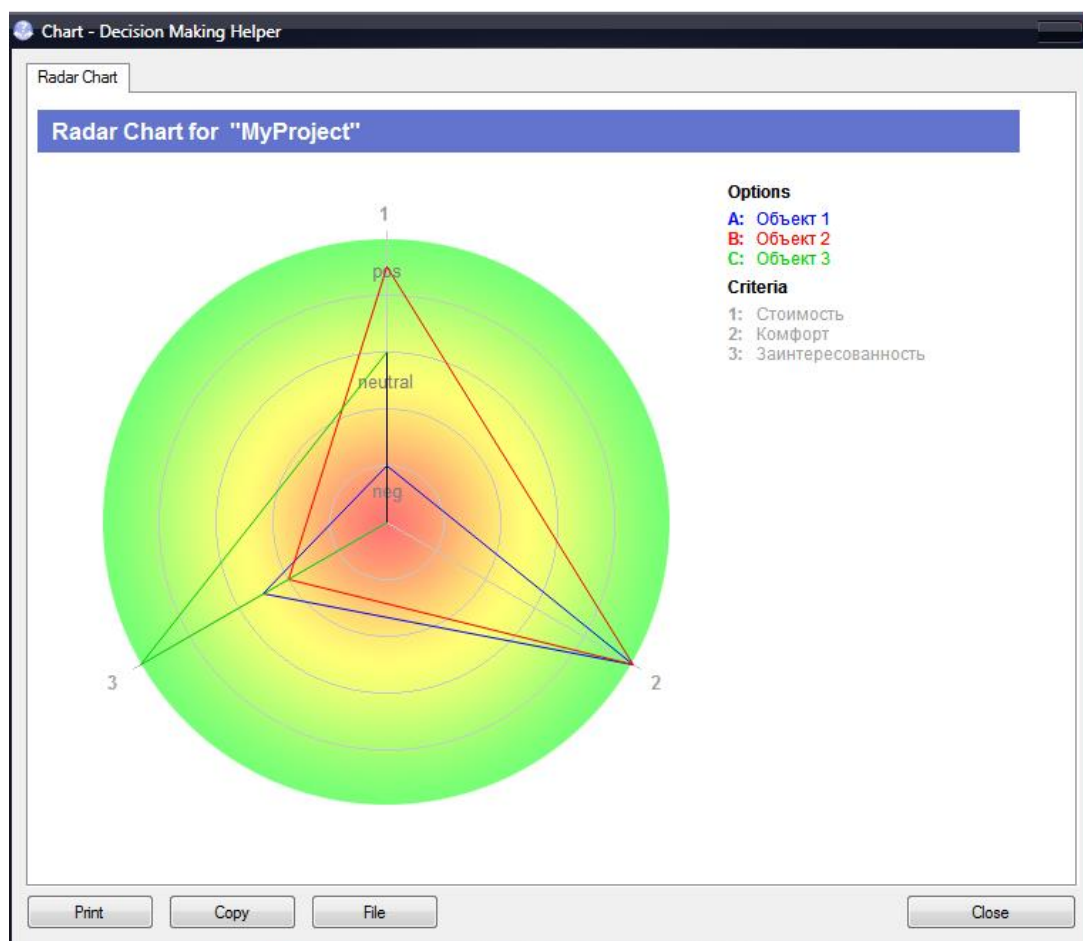 Chart - Decision Making Helper
Radar Chart
Radar Chart for "MyProject"
1
pos
neutral
neg
3
2
Options
A: Объект 1
B: Объект 2
C: Объект 3
Criteria
1: Стоимость
2: Комфорт
3: Заинтересованность
Print
Copy
File
Close